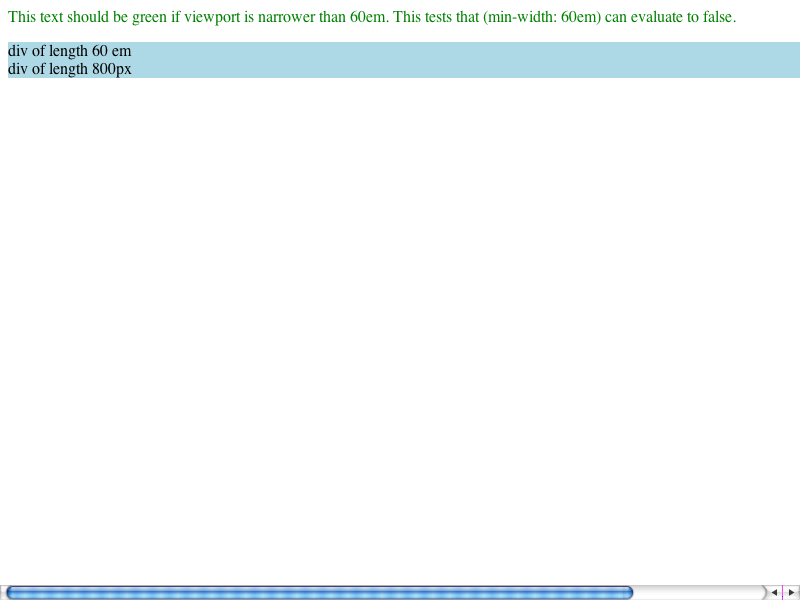 This text should be green if viewport is narrower than 60em. This tests that (min-width: 60em) can evaluate to false.
div of length 60 em
div of length 800px